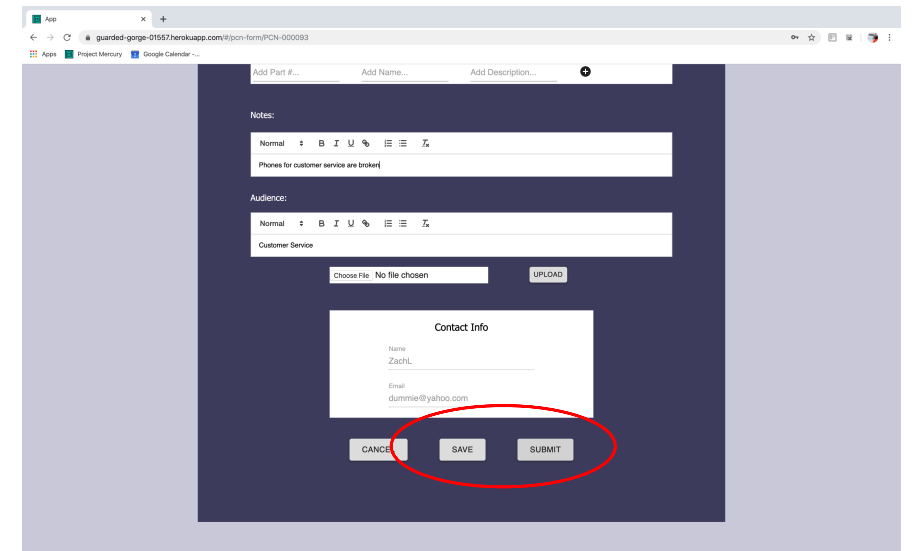 App
guarded-gorge-01557.herokuapp.com/#/pcn-form/PCN-000093
Apps Project Mercury Google Calendar -...
Add Part #... Add Name... Add Description...
Notes:
Normal B I U
Phones for customer service are broken
Audience:
Normal B I U
Customer Service
Choose File No file chosen UPLOAD
Contact Info
Name
ZachL
Email
dummie@yahoo.com
CANCEL SAVE SUBMIT